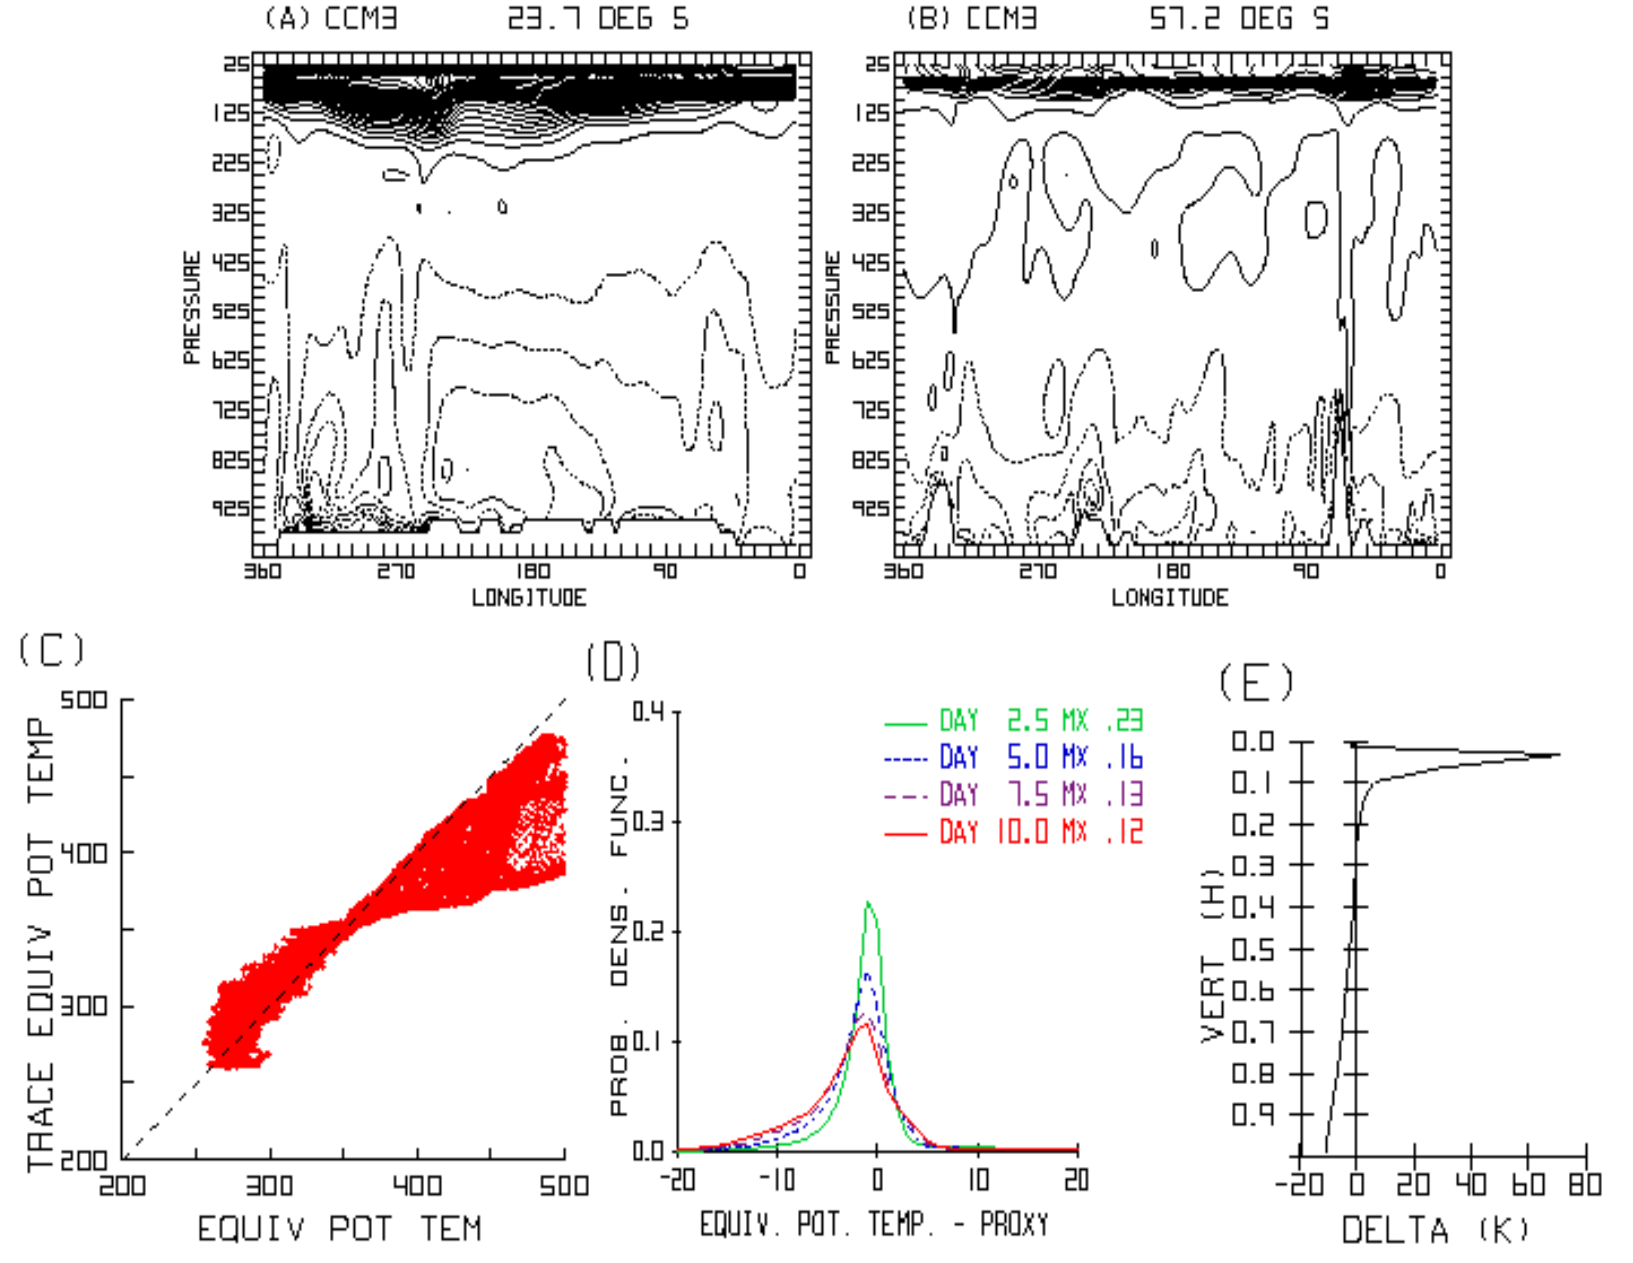 (A) CCM3 23.7 DEG S
(B) CCM3 57.2 DEG S
25
125
225
325
425
525
625
725
825
925
PRESSURE
360 270 180 90 0
LONGITUDE
25
125
225
325
425
525
625
725
825
925
PRESSURE
360 270 180 90 0
LONGITUDE
(C)
500
400
300
200
TRACE EQUIV POT TEMP
200 300 400 500
EQUIV POT TEM
(D)
0.4
0.3
0.2
0.1
0.0
PROB. DENS. FUNC.
DAY 2.5 MX .23
DAY 5.0 MX .16
DAY 7.5 MX .13
DAY 10.0 MX .12
-20 -10 0 10 20
EQUIV. POT. TEMP. - PROXY
(E)
0.0
0.1
0.2
0.3
0.4
0.5
0.6
0.7
0.8
0.9
VERT (H)
-20 0 20 40 60 80
DELTA (K)